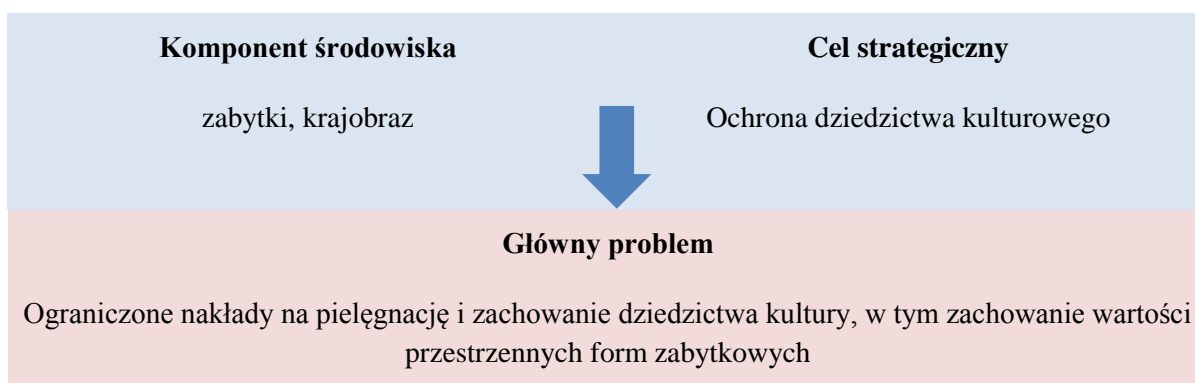 Komponent środowiska
Cel strategiczny
zabytki, krajobraz
Ochrona dziedzictwa kulturowego
Główny problem
Ograniczone nakłady na pielęgnację i zachowanie dziedzictwa kultury, w tym zachowanie wartości
przestrzennych form zabytkowych